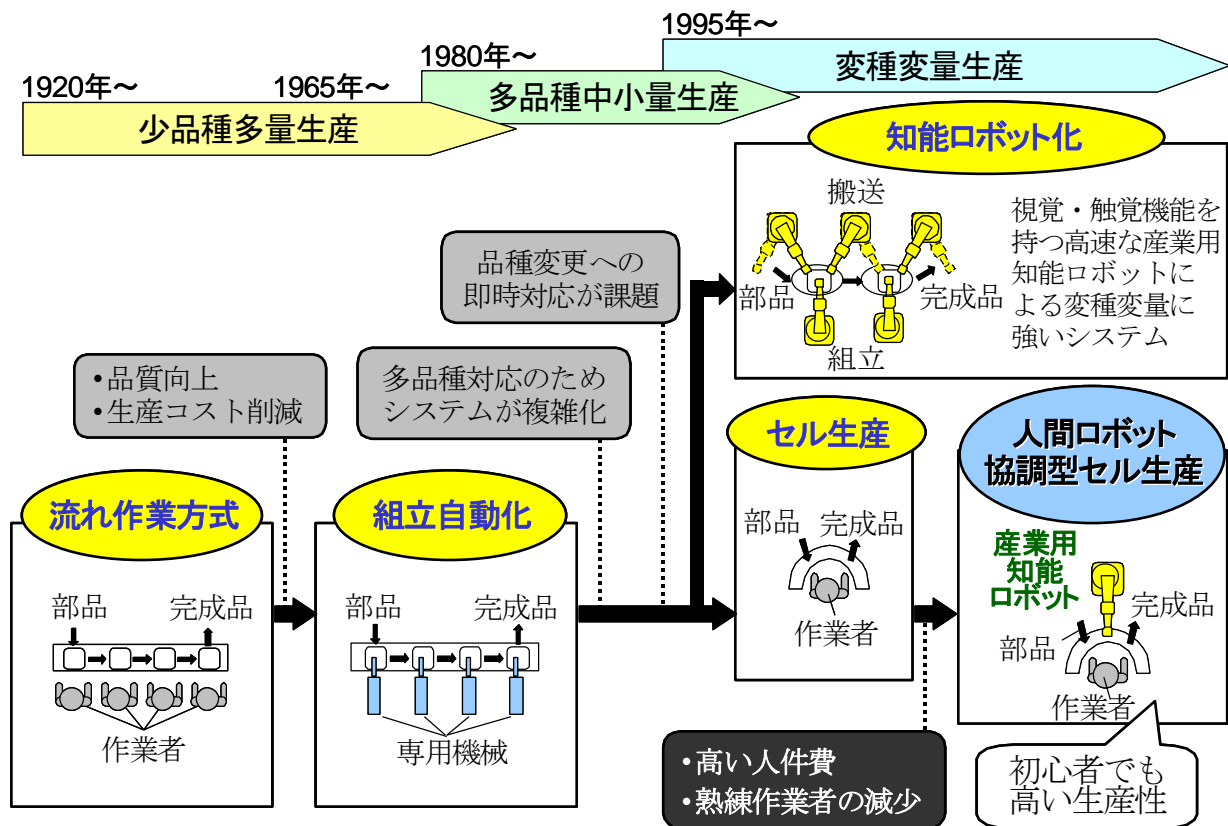 1920年～
1965年～
1980年～
1995年～
少品種多量生産
多品種中小量生産
変種変量生産
知能ロボット化
搬送
部品
完成品
組立
視覚・触覚機能を
持つ高速な産業用
知能ロボットに
よる変種変量に
強いシステム
品種変更への
即時対応が課題
•品質向上
•生産コスト削減
多品種対応のため
システムが複雑化
流れ作業方式
部品
完成品
作業者
組立自動化
部品
完成品
専用機械
セル生産
部品
完成品
作業者
人間ロボット
協調型セル生産
産業用
知能
ロボット
部品
完成品
作業者
•高い人件費
•熟練作業者の減少
初心者でも
高い生産性